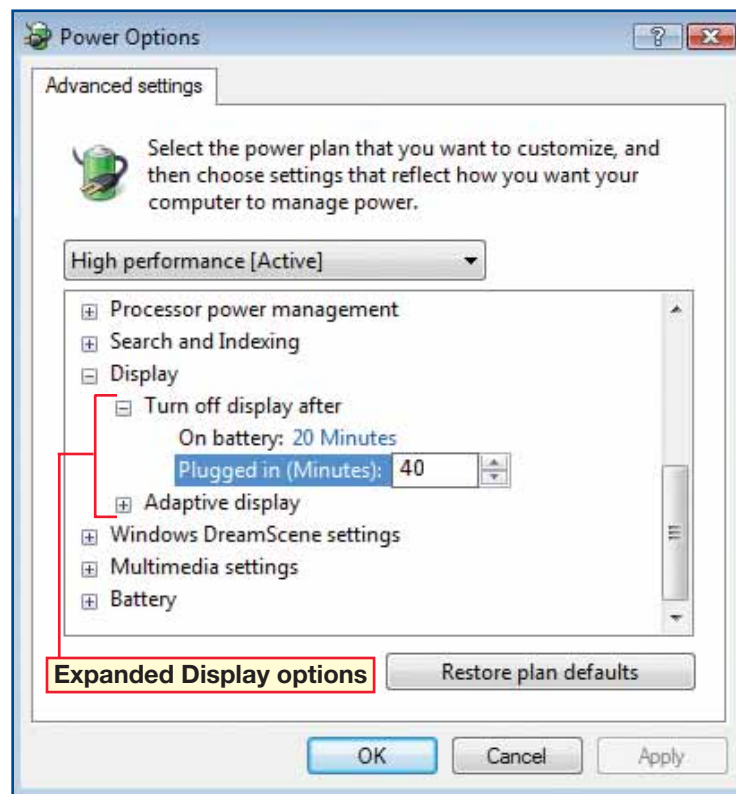 Power Options
Advanced settings
Select the power plan that you want to customize, and
then choose settings that reflect how you want your
computer to manage power.
High performance [Active]
Processor power management
Search and Indexing
Display
Turn off display after
On battery: 20 Minutes
Plugged in (Minutes): 40
Adaptive display
Windows DreamScene settings
Multimedia settings
Battery
Expanded Display options
Restore plan defaults
OK Cancel Apply